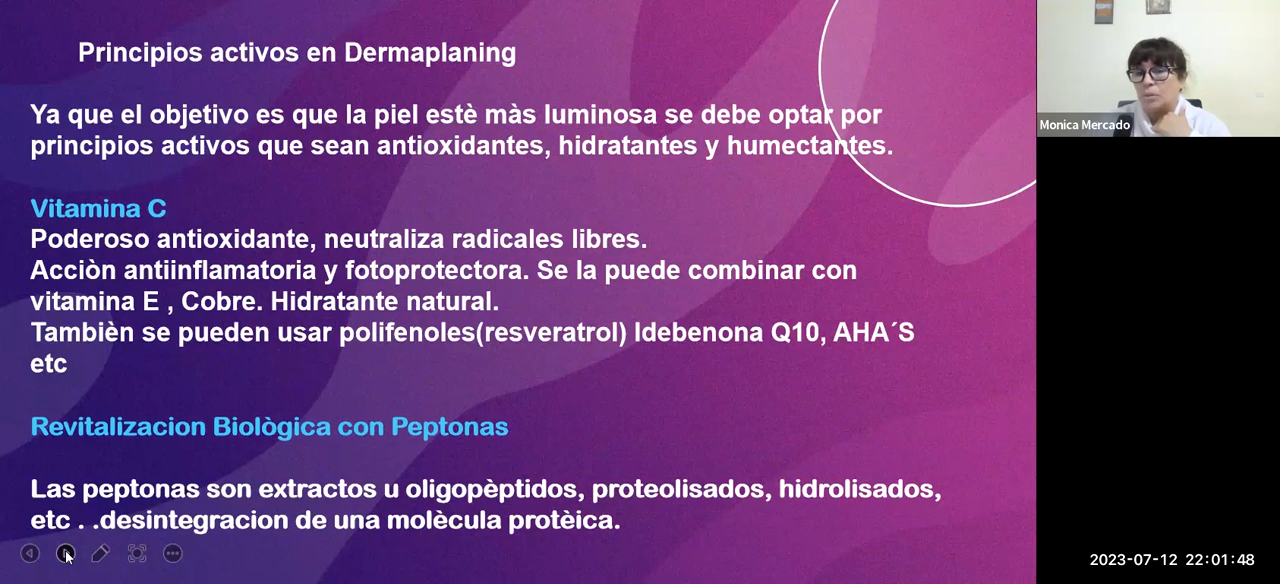 Principios activos en Dermaplaning
Ya que el objetivo es que la piel estè màs luminosa se debe optar por
principios activos que sean antioxidantes, hidratantes y humectantes.
Vitamina C
Poderoso antioxidante, neutraliza radicales libres.
Acciòn antiinflamatoria y fotoprotectora. Se la puede combinar con
vitamina E , Cobre. Hidratante natural.
Tambièn se pueden usar polifenoles(resveratrol) Idebenona Q10, AHA´S
etc
Revitalizacion Biològica con Peptonas
Las peptonas son extractos u oligopèptidos, proteolisados, hidrolisados,
etc . .desintegracion de una molècula protèica.
Monica Mercado
2023-07-12 22:01:48